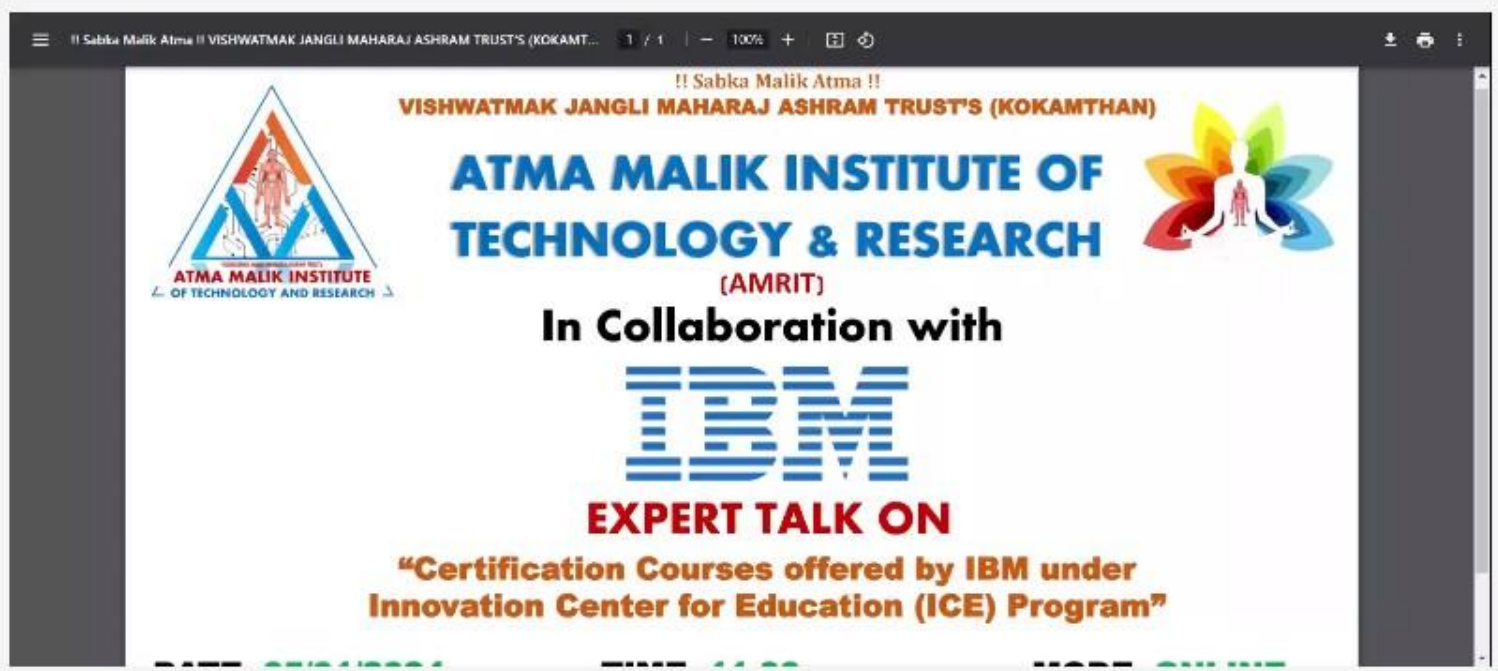 !! Sabka Malik Atma !! VISHWATMAK JANGLI MAHARAJ ASHRAM TRUST'S (KOKAMT... 1 / 1 100%
!! Sabka Malik Atma !!
VISHWATMAK JANGLI MAHARAJ ASHRAM TRUST'S (KOKAMTHAN)
ATMA MALIK INSTITUTE OF
TECHNOLOGY & RESEARCH
(AMRIT)
ATMA MALIK INSTITUTE
OF TECHNOLOGY AND RESEARCH
In Collaboration with
IBM
EXPERT TALK ON
“Certification Courses offered by IBM under
Innovation Center for Education (ICE) Program”